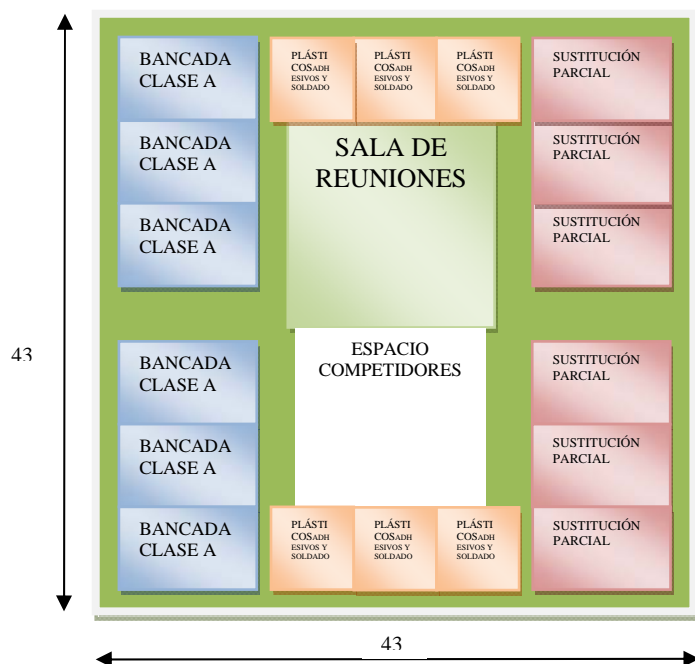 BANCADA
CLASE A
PLÁSTI
COSADH
ESIVOS Y
SOLDADO
PLÁSTI
COSADH
ESIVOS Y
SOLDADO
PLÁSTI
COSADH
ESIVOS Y
SOLDADO
SUSTITUCIÓN
PARCIAL
BANCADA
CLASE A
SALA DE
REUNIONES
SUSTITUCIÓN
PARCIAL
BANCADA
CLASE A
SUSTITUCIÓN
PARCIAL
43
BANCADA
CLASE A
ESPACIO
COMPETIDORES
SUSTITUCIÓN
PARCIAL
BANCADA
CLASE A
SUSTITUCIÓN
PARCIAL
BANCADA
CLASE A
PLÁSTI
COSADH
ESIVOS Y
SOLDADO
PLÁSTI
COSADH
ESIVOS Y
SOLDADO
PLÁSTI
COSADH
ESIVOS Y
SOLDADO
SUSTITUCIÓN
PARCIAL
43